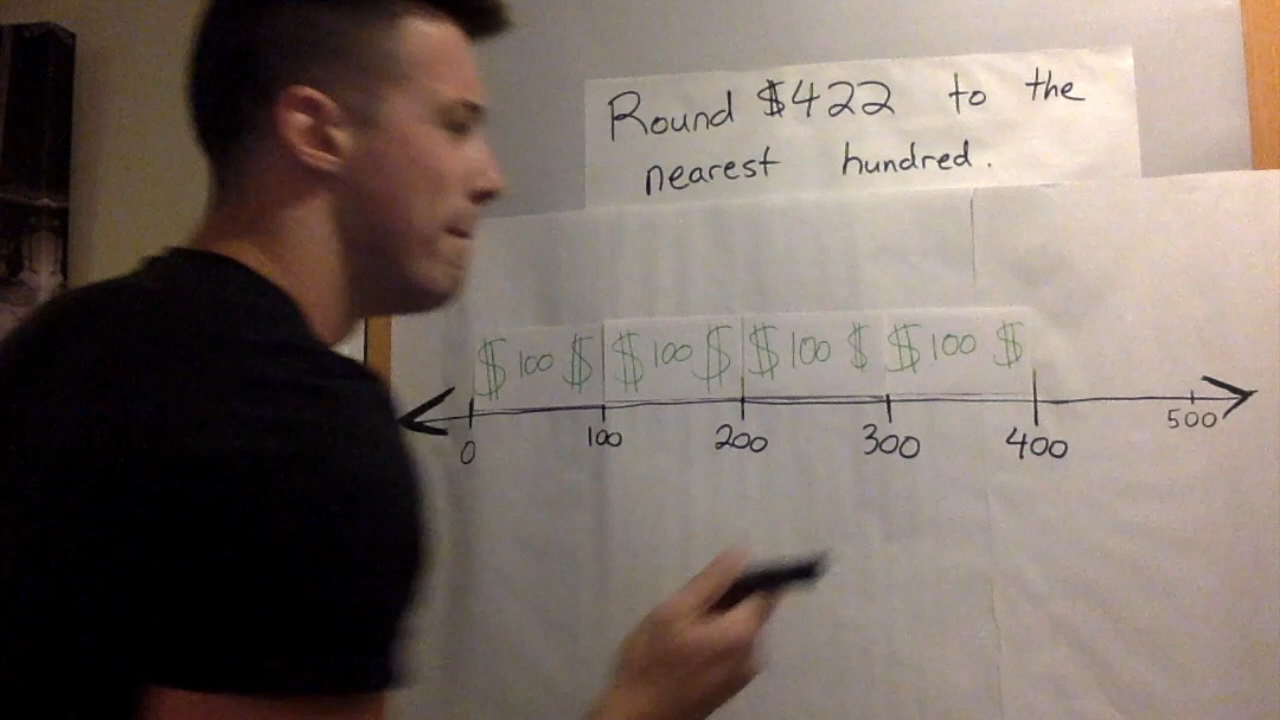 Round $422 to the
nearest hundred.
$ 100 $ $ 100 $ $ 100 $ $ 100 $
0 100 200 300 400 500